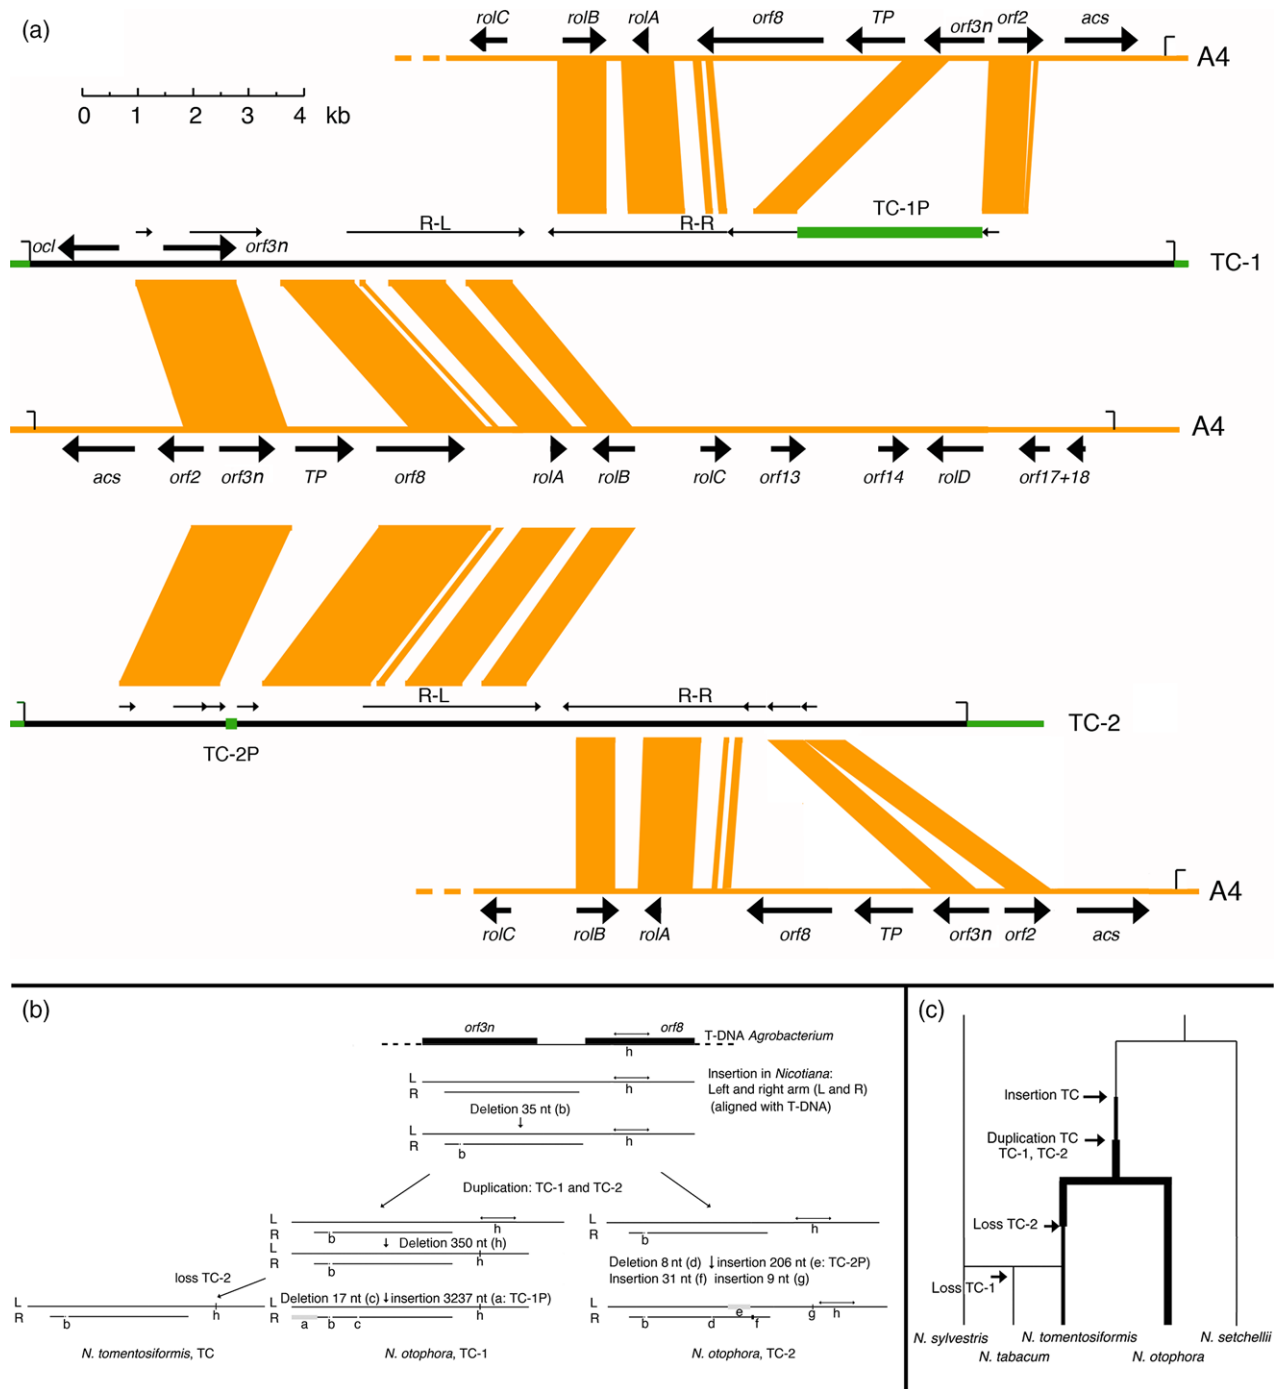 (a)
rolC rolB rolA orf8 TP orf3n orf2 acs
A4
0 1 2 3 4 kb
TC-1P
R-L R-R
ocl orf3n
TC-1
A4
acs orf2 orf3n TP orf8 rolA rolB rolC orf13 orf14 rolD orf17+18
R-L R-R
TC-2P
TC-2
A4
rolC rolB rolA orf8 TP orf3n orf2 acs
(b)
orf3n orf8
T-DNA Agrobacterium
h
L
R
h
Insertion in Nicotiana:
Left and right arm (L and R)
(aligned with T-DNA)
Deletion 35 nt (b)
L
R
h
b
Duplication: TC-1 and TC-2
L
R
b
h
Deletion 350 nt (h)
L
R
b
h
loss TC-2
Deletion 17 nt (c) insertion 3237 nt (a: TC-1P)
L
R
b
h
N. tomentosiformis, TC
L
R
a b c
h
N. otophora, TC-1
L
R
b
h
Deletion 8 nt (d) insertion 206 nt (e: TC-2P)
Insertion 31 nt (f) insertion 9 nt (g)
L
R
e
g h
b d f
N. otophora, TC-2
(c)
Insertion TC
Duplication TC
TC-1, TC-2
Loss TC-2
Loss TC-1
N. sylvestris N. tomentosiformis N. setchellii
N. tabacum N. otophora